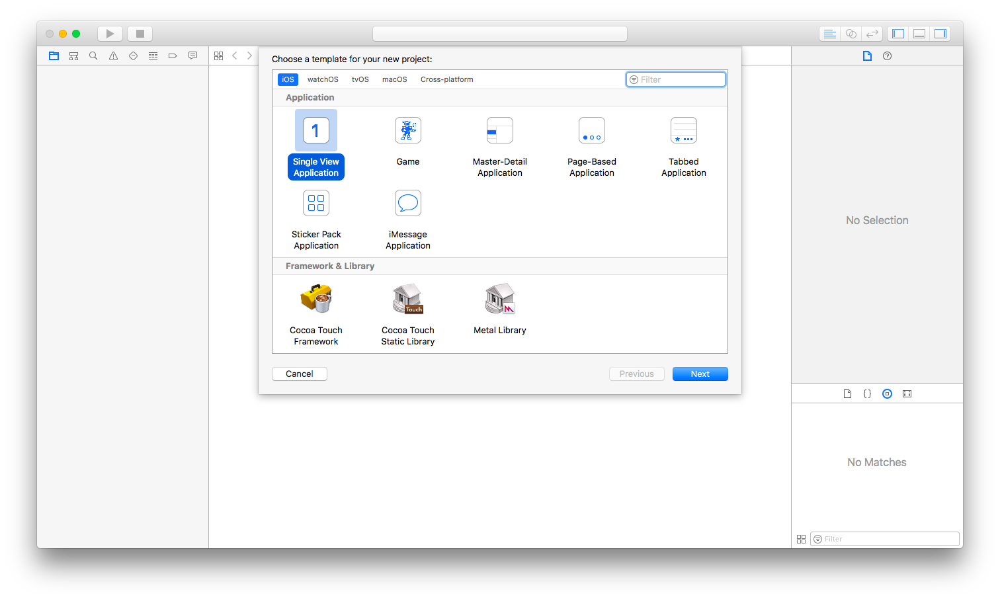 Choose a template for your new project:
iOS watchOS tvOS macOS Cross-platform Filter
Application
1
Single View
Application
Game
Master-Detail
Application
Page-Based
Application
Tabbed
Application
Sticker Pack
Application
iMessage
Application
Framework & Library
Touch
Cocoa Touch
Framework
Cocoa Touch
Static Library
Metal Library
Cancel Previous Next
No Selection
{}
No Matches
Filter